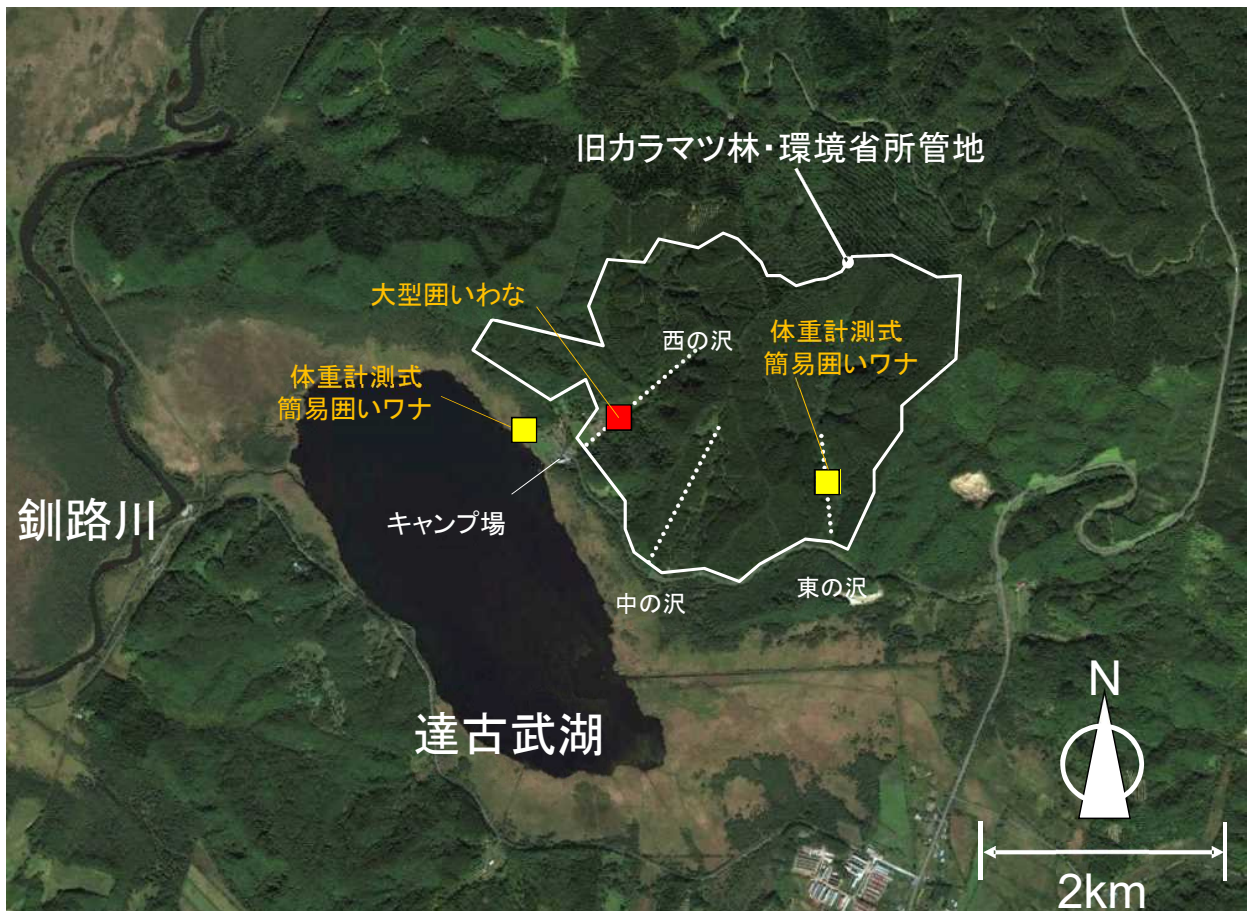 旧カラマツ林・環境省所管地
大型囲いわな
西の沢
体重計測式
簡易囲いワナ
体重計測式
簡易囲いワナ
釧路川
キャンプ場
中の沢
東の沢
達古武湖
N
2km